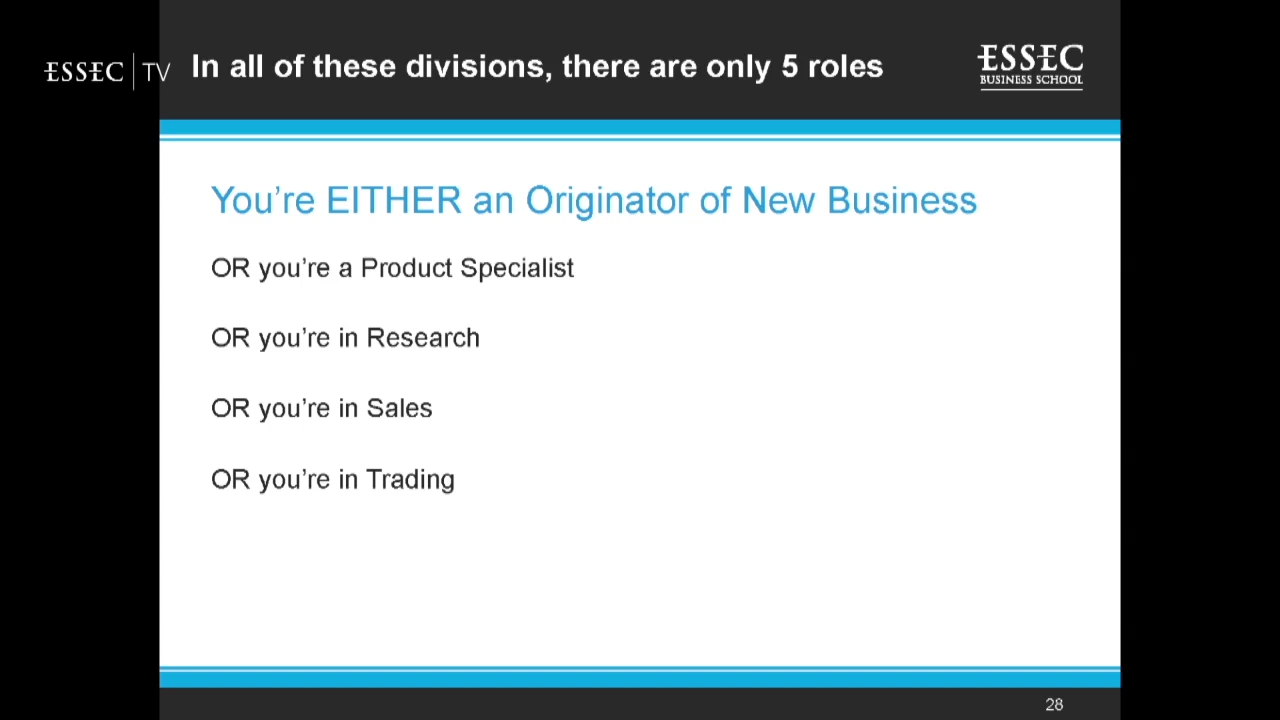 ESSEC | TV
In all of these divisions, there are only 5 roles
ESSEC
BUSINESS SCHOOL
You're EITHER an Originator of New Business
OR you're a Product Specialist
OR you're in Research
OR you're in Sales
OR you're in Trading
28